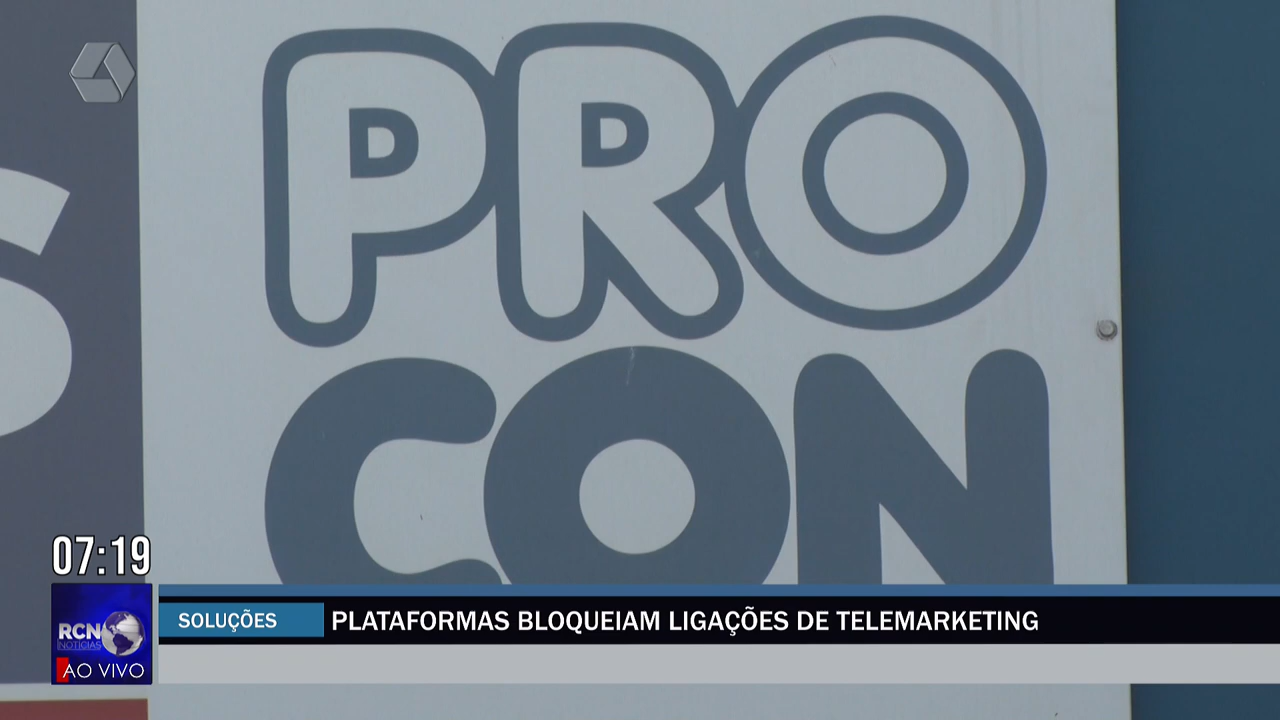 PRO
CON
07:19
SOLUÇÕES
PLATAFORMAS BLOQUEIAM LIGAÇÕES DE TELEMARKETING
RCN
NOTÍCIAS
AO VIVO